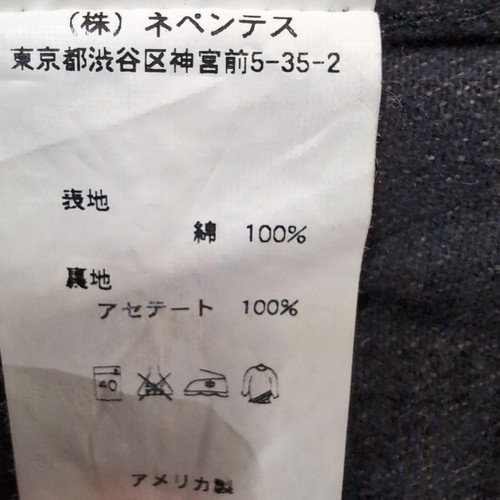 (株)ネペンテス
東京都渋谷区神宮前5-35-2
表地
綿 100%
裏地
アセテート 100%
40 中
アメリカ製